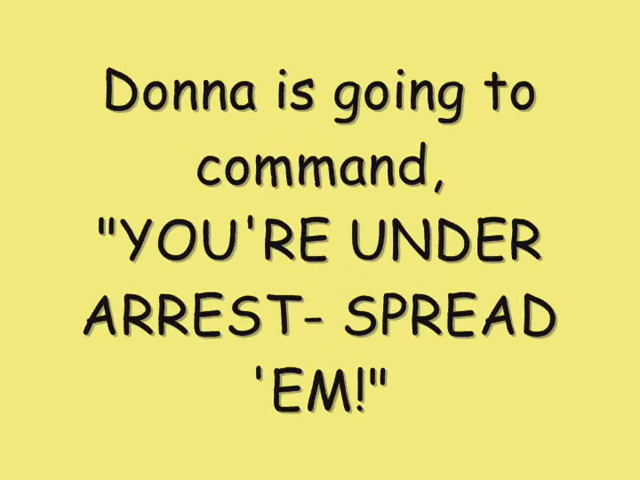 Donna is going to
command,
"YOU'RE UNDER
ARREST- SPREAD
'EM!"